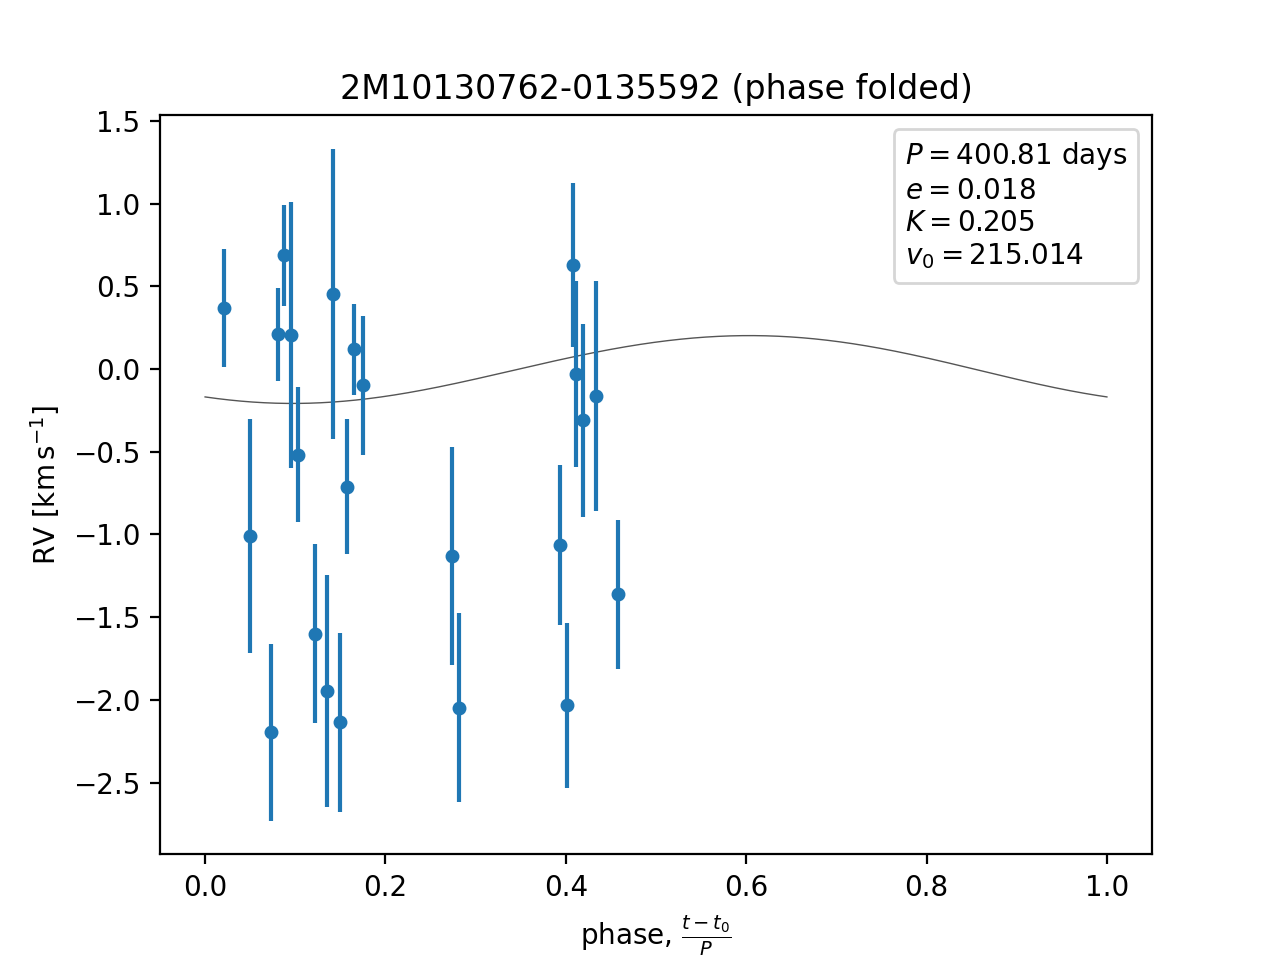 2M10130762-0135592 (phase folded)
P = 400.81 days
e = 0.018
K = 0.205
v₀ = 215.014
1.5
1.0
0.5
0.0
−0.5
−1.0
−1.5
−2.0
−2.5
RV [km s⁻¹]
0.0 0.2 0.4 0.6 0.8 1.0
phase, (t − t₀)/P